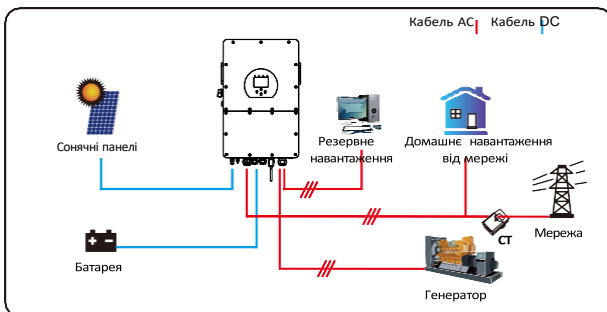 Кабель AC Кабель DC
Сонячні панелі
Резервне
навантаження
Домашнє навантаження
від мережі
CT
Мережа
Батарея
Генератор